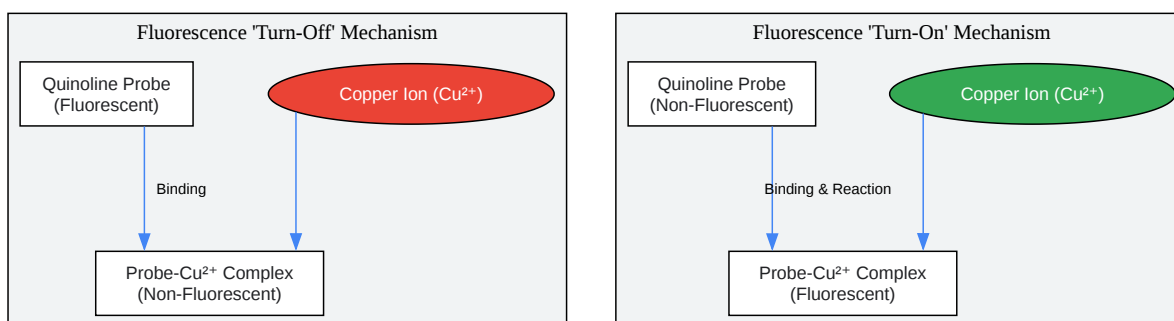 Fluorescence 'Turn-Off' Mechanism
Quinoline Probe
(Fluorescent)
Copper Ion (Cu²⁺)
Binding
Probe-Cu²⁺ Complex
(Non-Fluorescent)
Fluorescence 'Turn-On' Mechanism
Quinoline Probe
(Non-Fluorescent)
Copper Ion (Cu²⁺)
Binding & Reaction
Probe-Cu²⁺ Complex
(Fluorescent)